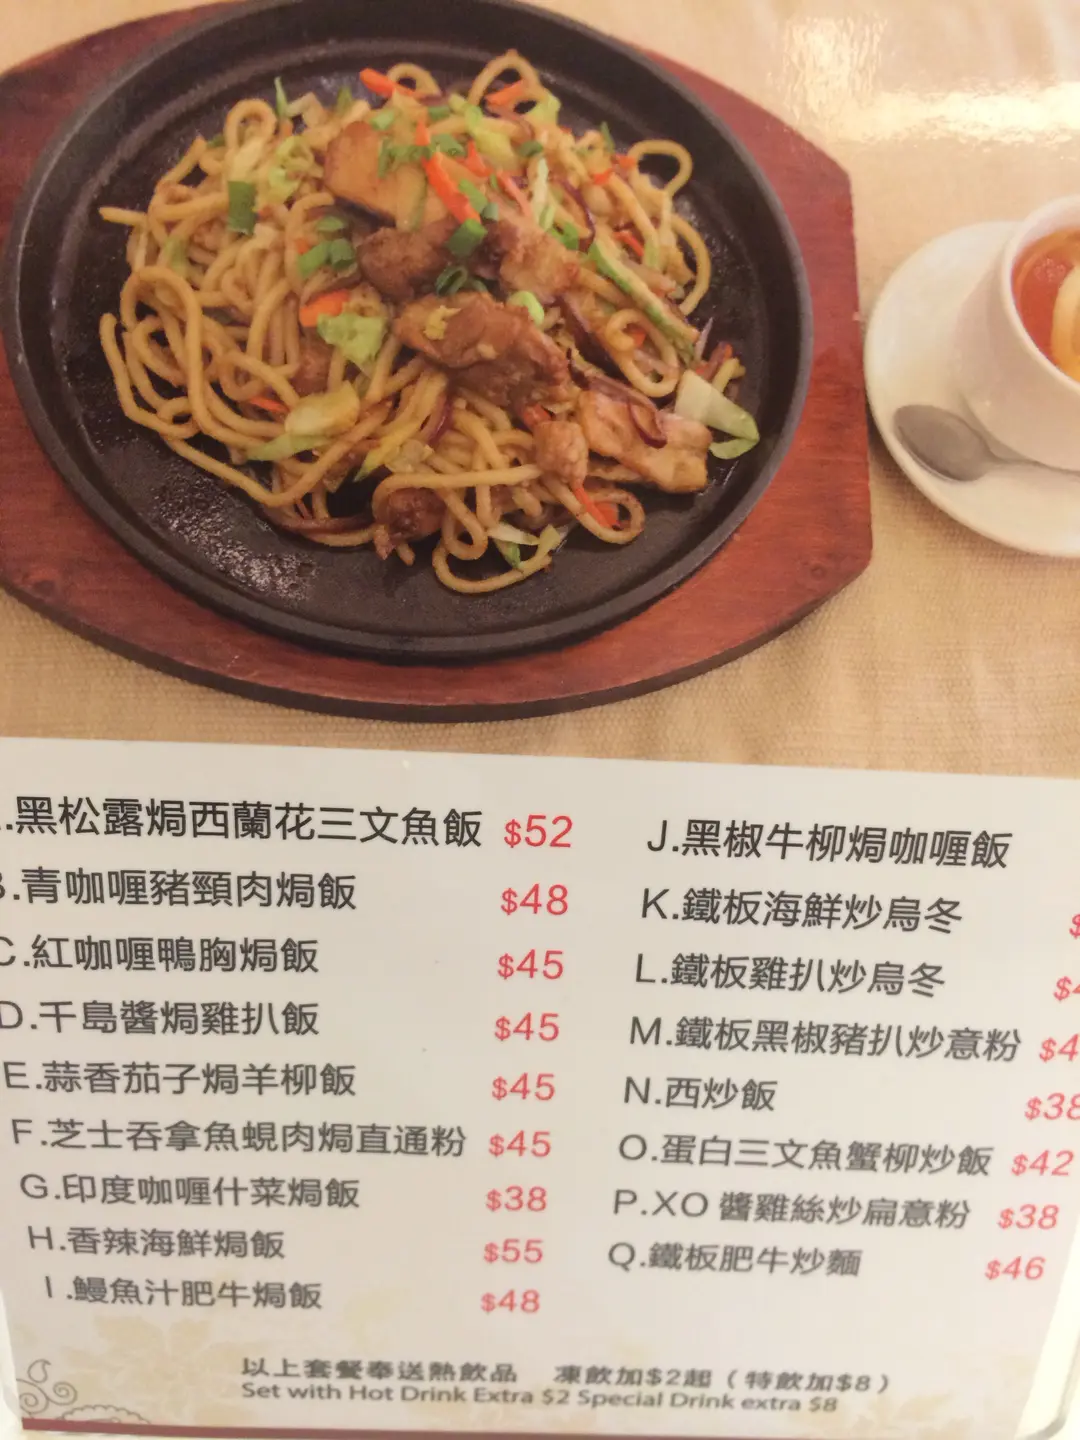 .黑松露焗西蘭花三文魚飯 $52
B.青咖喱豬頸肉焗飯 $48
C.紅咖喱鴨胸焗飯 $45
D.千島醬焗雞扒飯 $45
E.蒜香茄子焗羊柳飯 $45
F.芝士吞拿魚蜆肉焗直通粉 $45
G.印度咖喱什菜焗飯 $38
H.香辣海鮮焗飯 $55
I.鰻魚汁肥牛焗飯 $48
J.黑椒牛柳焗咖喱飯
K.鐵板海鮮炒烏冬 $
L.鐵板雞扒炒烏冬 $4
M.鐵板黑椒豬扒炒意粉 $4
N.西炒飯 $38
O.蛋白三文魚蟹柳炒飯 $42
P.XO 醬雞絲炒扁意粉 $38
Q.鐵板肥牛炒麵 $46
以上套餐奉送熱飲品 凍飲加$2起（特飲加$8）
Set with Hot Drink Extra $2 Special Drink extra $8